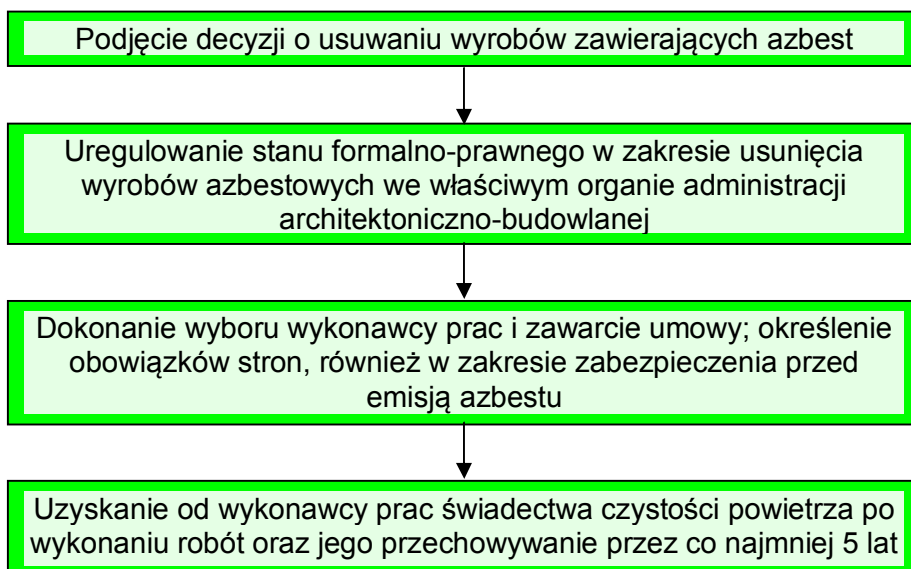 Podjęcie decyzji o usuwaniu wyrobów zawierających azbest
Uregulowanie stanu formalno-prawnego w zakresie usunięcia
wyrobów azbestowych we właściwym organie administracji
architektoniczno-budowlanej
Dokonanie wyboru wykonawcy prac i zawarcie umowy; określenie
obowiązków stron, również w zakresie zabezpieczenia przed
emisją azbestu
Uzyskanie od wykonawcy prac świadectwa czystości powietrza po
wykonaniu robót oraz jego przechowywanie przez co najmniej 5 lat